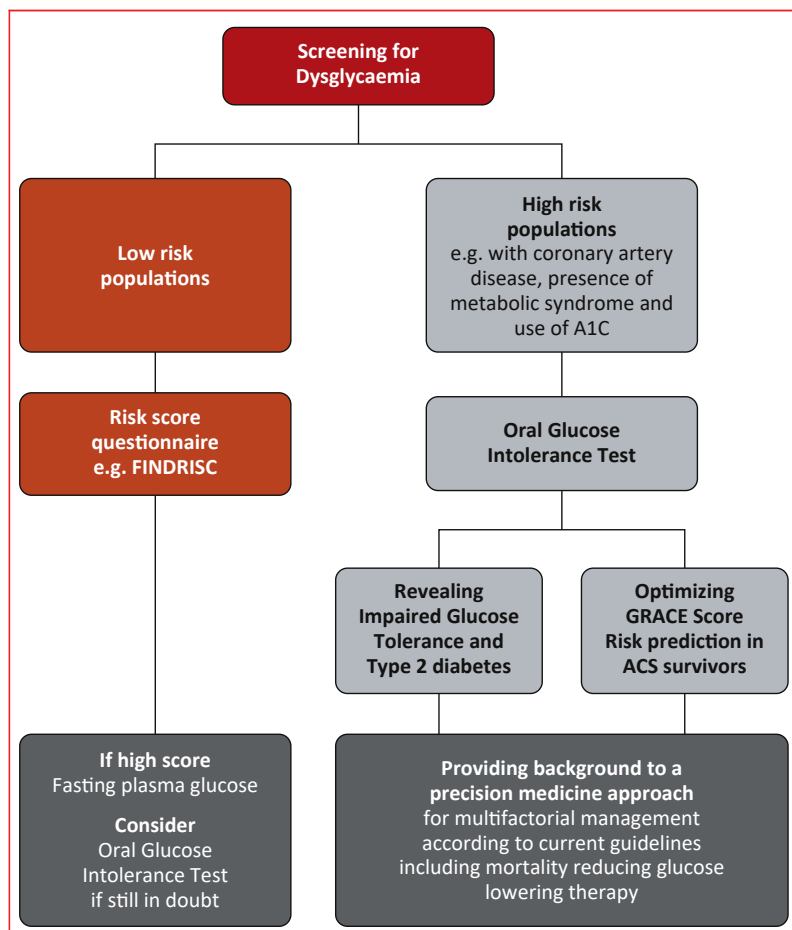 Screening for
Dysglycaemia
Low risk
populations
High risk
populations
e.g. with coronary artery
disease, presence of
metabolic syndrome and
use of A1C
Risk score
questionnaire
e.g. FINDRISC
Oral Glucose
Intolerance Test
Revealing
Impaired Glucose
Tolerance and
Type 2 diabetes
Optimizing
GRACE Score
Risk prediction in
ACS survivors
If high score
Fasting plasma glucose
Consider
Oral Glucose
Intolerance Test
if still in doubt
Providing background to a
precision medicine approach
for multifactorial management
according to current guidelines
including mortality reducing glucose
lowering therapy